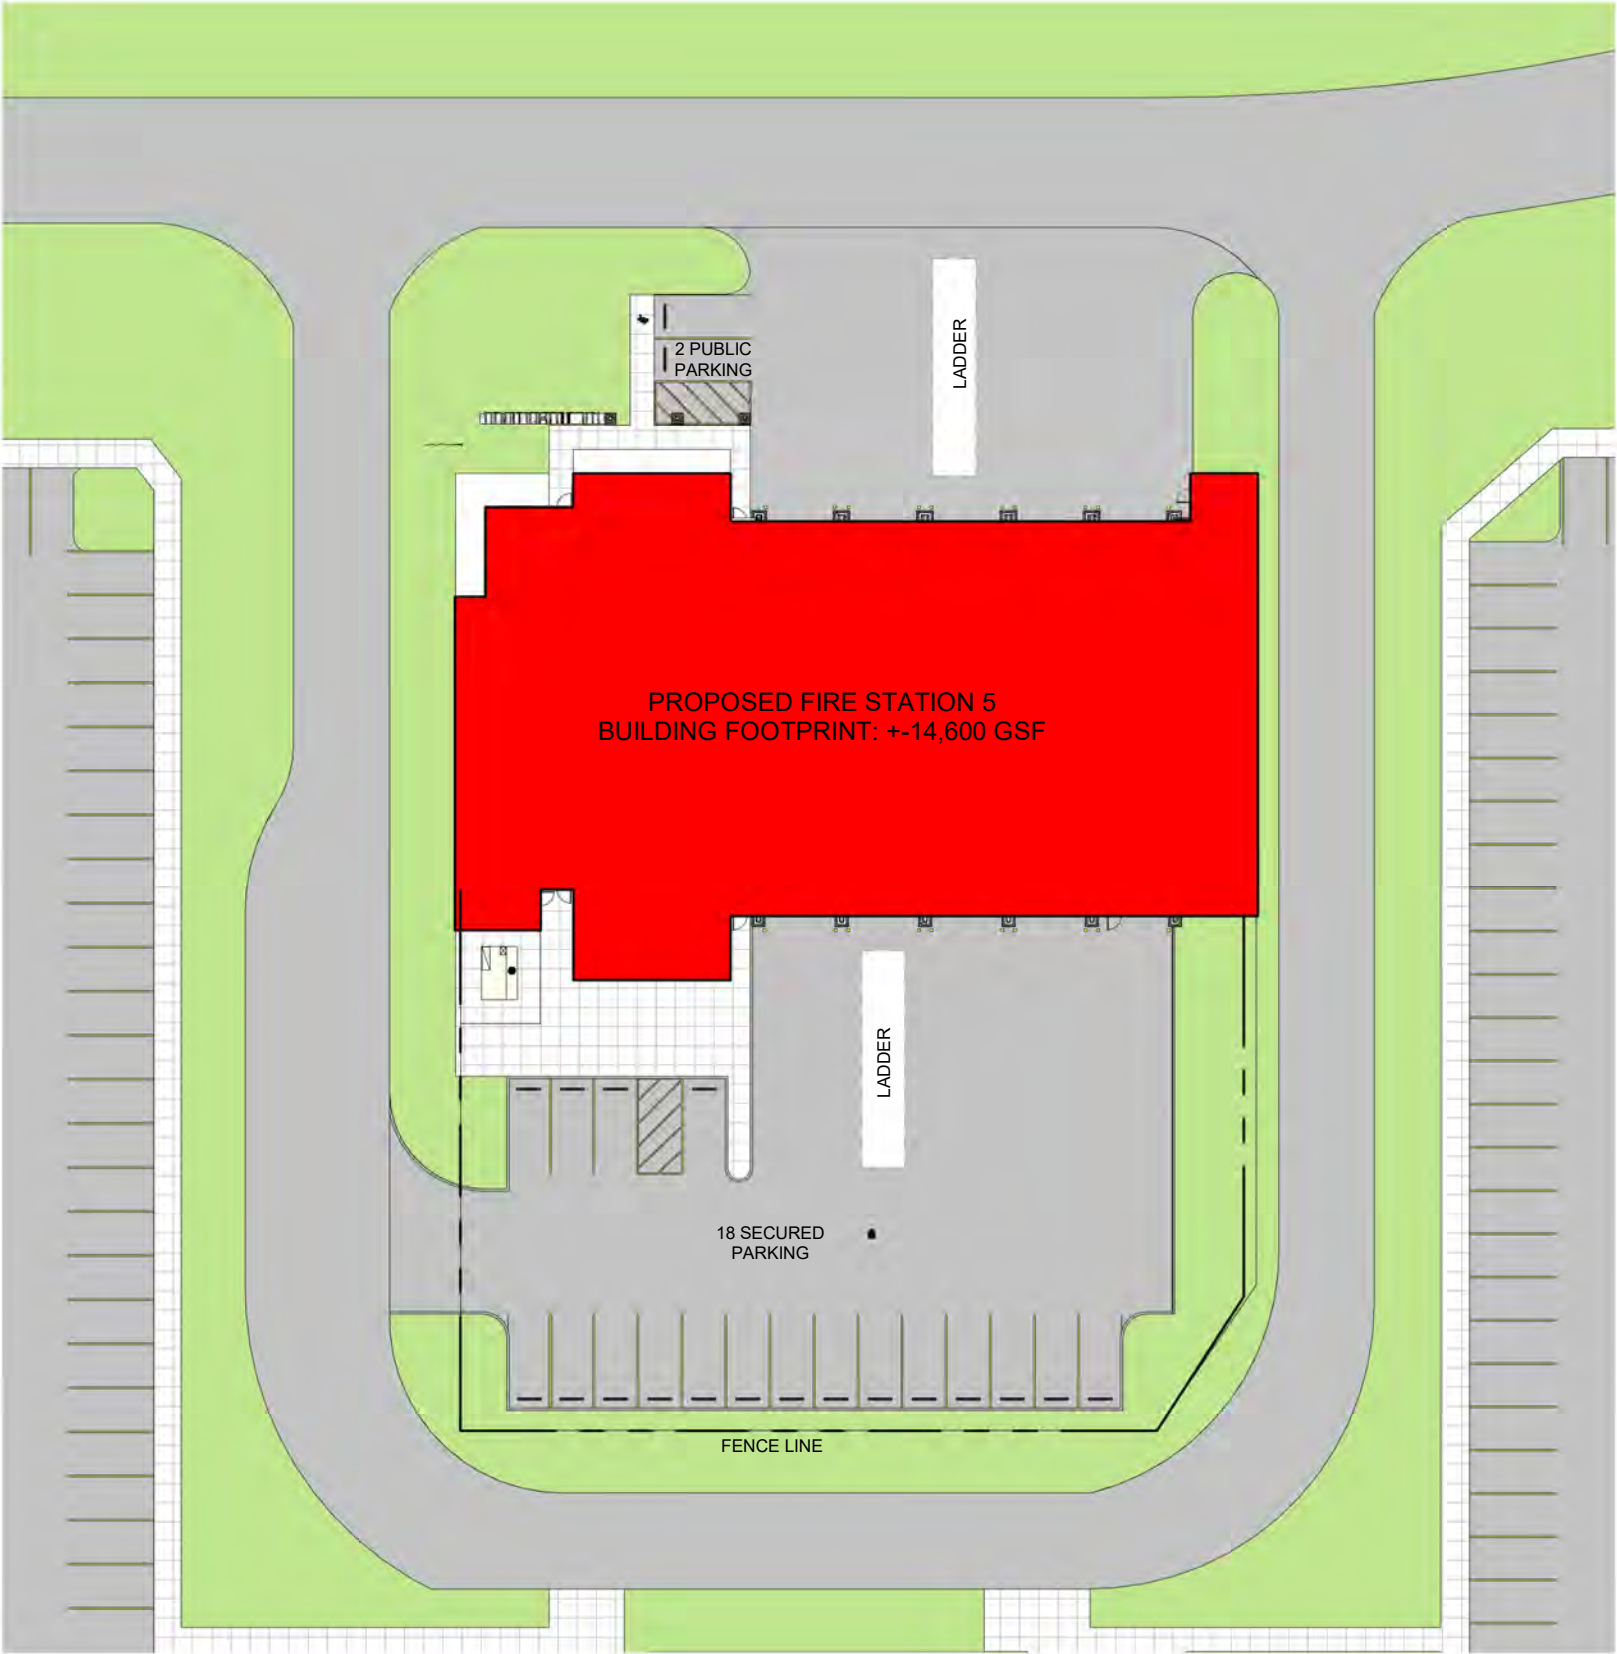 2 PUBLIC
PARKING
LADDER
PROPOSED FIRE STATION 5
BUILDING FOOTPRINT: +-14,600 GSF
LADDER
18 SECURED
PARKING
FENCE LINE